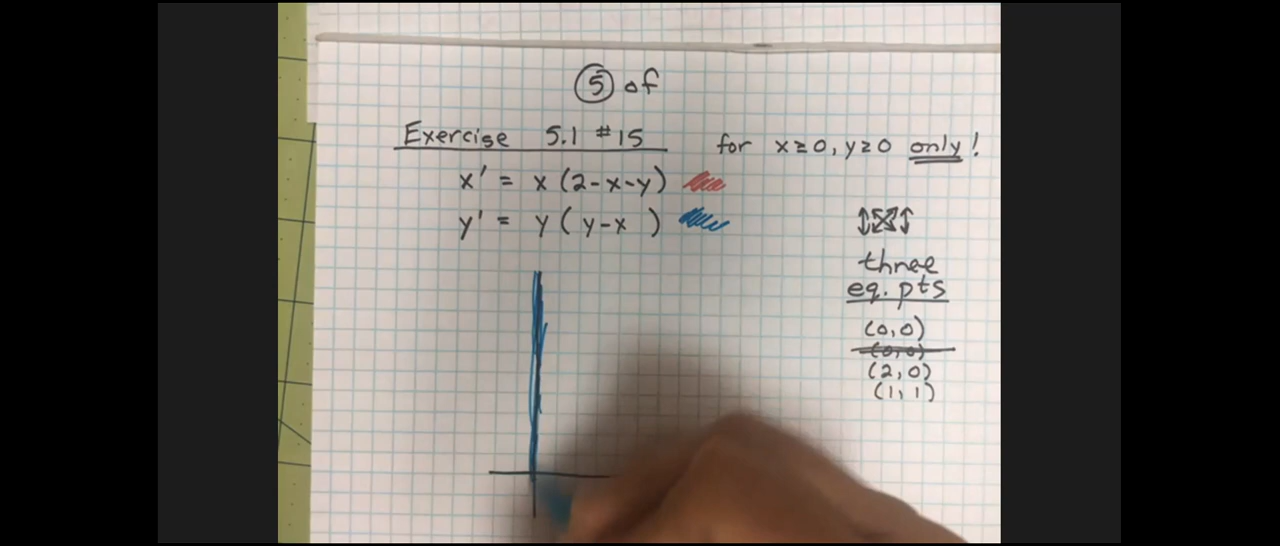 ⑤ of
Exercise 5.1 #15 for x≥0, y≥0 only!
x' = x(2-x-y)
y' = y(y-x )
three
eq. pts
(0,0)
(0,0)
(2,0)
(1,1)